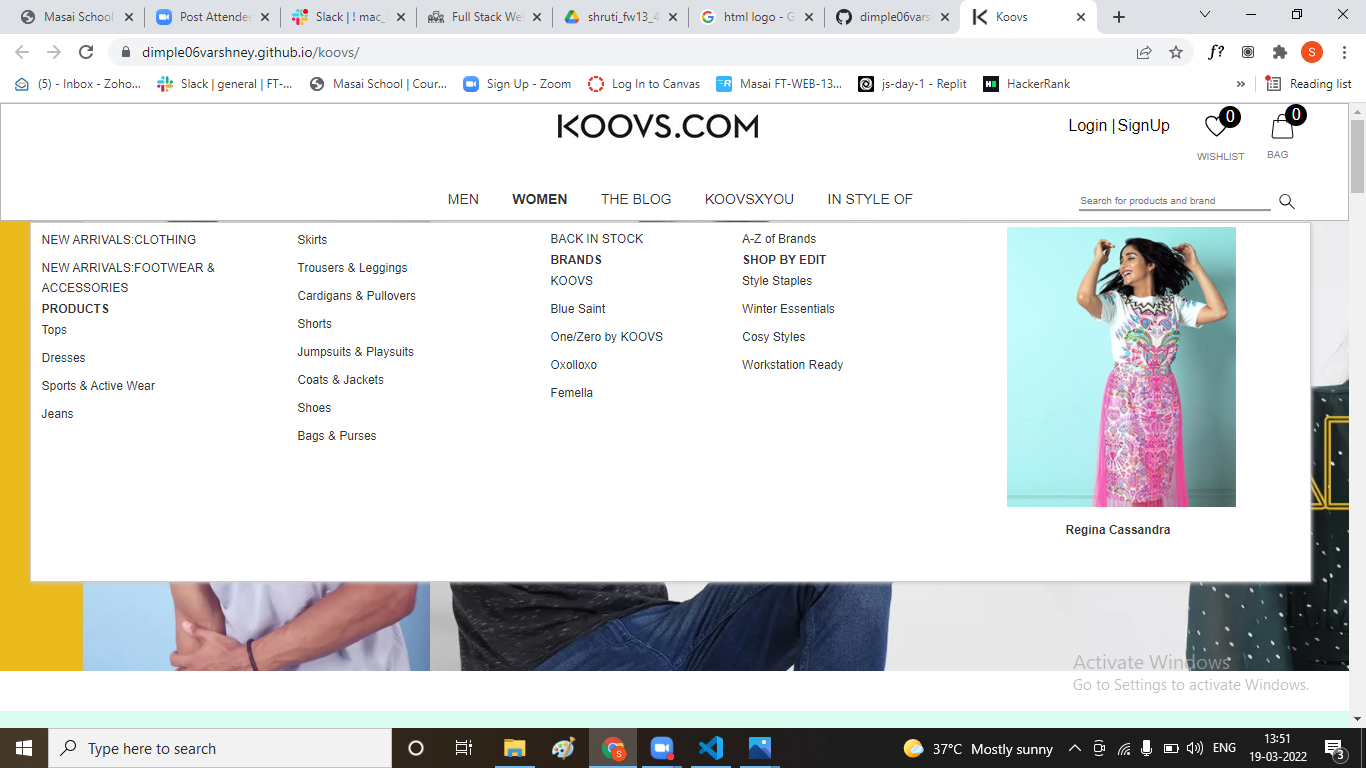 Masai School
Post Attende
Slack | ! mac_
Full Stack We
shruti_fw13_4
html logo - G
dimple06vars
Koovs
dimple06varshney.github.io/koovs/
f?
S
(5) - Inbox - Zoho...
Slack | general | FT-...
Masai School | Cour...
Sign Up - Zoom
Log In to Canvas
Masai FT-WEB-13...
js-day-1 - Replit
HackerRank
»
Reading list
KOOVS.COM
Login | SignUp
0
0
WISHLIST
BAG
MEN
WOMEN
THE BLOG
KOOVSXYOU
IN STYLE OF
Search for products and brand
NEW ARRIVALS:CLOTHING
NEW ARRIVALS:FOOTWEAR &
ACCESSORIES
PRODUCTS
Tops
Dresses
Sports & Active Wear
Jeans
Skirts
Trousers & Leggings
Cardigans & Pullovers
Shorts
Jumpsuits & Playsuits
Coats & Jackets
Shoes
Bags & Purses
BACK IN STOCK
BRANDS
KOOVS
Blue Saint
One/Zero by KOOVS
Oxolloxo
Femella
A-Z of Brands
SHOP BY EDIT
Style Staples
Winter Essentials
Cosy Styles
Workstation Ready
Regina Cassandra
Activate Windows
Go to Settings to activate Windows.
Type here to search
S
37°C Mostly sunny
ENG
13:51
19-03-2022
3